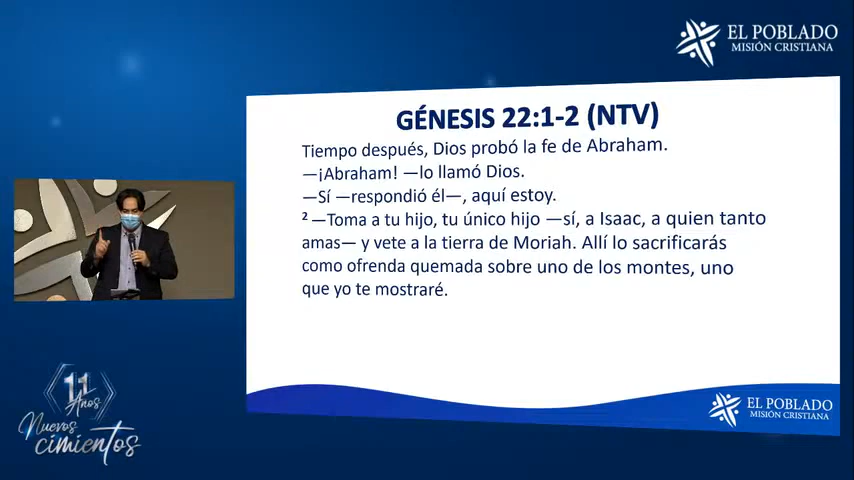 EL POBLADO
MISIÓN CRISTIANA
GÉNESIS 22:1-2 (NTV)
Tiempo después, Dios probó la fe de Abraham.
—¡Abraham! —lo llamó Dios.
—Sí —respondió él—, aquí estoy.
² —Toma a tu hijo, tu único hijo —sí, a Isaac, a quien tanto
amas— y vete a la tierra de Moriah. Allí lo sacrificarás
como ofrenda quemada sobre uno de los montes, uno
que yo te mostraré.
11
Años
Nuevos
cimientos
EL POBLADO
MISIÓN CRISTIANA